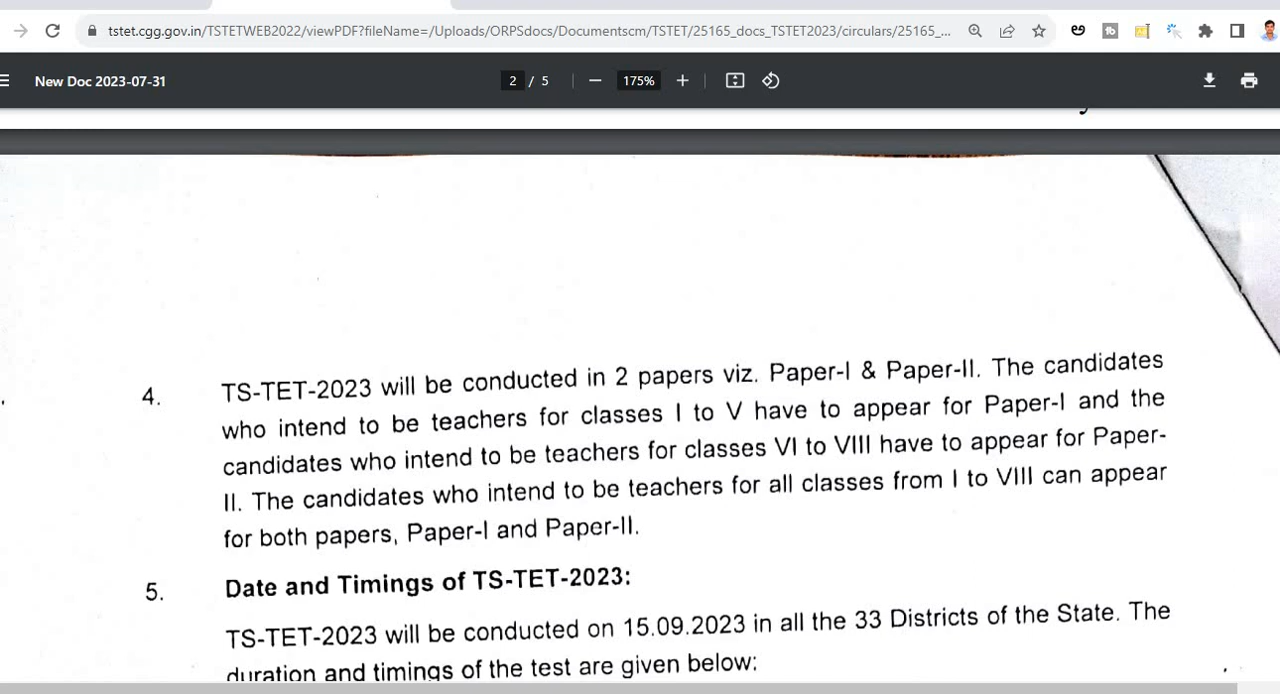 tstet.cgg.gov.in/TSTETWEB2022/viewPDF?fileName=/Uploads/ORPSdocs/Documentscm/TSTET/25165_docs_TSTET2023/circulars/25165_...
New Doc 2023-07-31
2 / 5
175%
4. TS-TET-2023 will be conducted in 2 papers viz. Paper-I & Paper-II. The candidates
who intend to be teachers for classes I to V have to appear for Paper-I and the
candidates who intend to be teachers for classes VI to VIII have to appear for Paper-
II. The candidates who intend to be teachers for all classes from I to VIII can appear
for both papers, Paper-I and Paper-II.
5. Date and Timings of TS-TET-2023:
TS-TET-2023 will be conducted on 15.09.2023 in all the 33 Districts of the State. The
duration and timings of the test are given below: